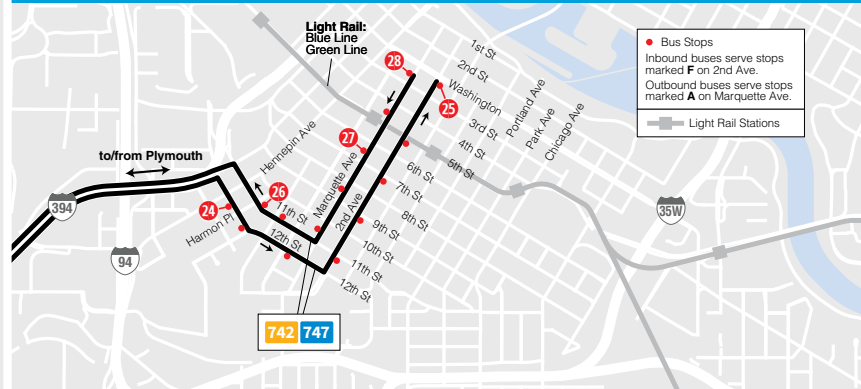 Light Rail:
Blue Line
Green Line
28
1st St
2nd St
Washington
25
3rd St
4th St
5th St
Portland Ave
Park Ave
Chicago Ave
Bus Stops
Inbound buses serve stops
marked F on 2nd Ave.
Outbound buses serve stops
marked A on Marquette Ave.
Light Rail Stations
Hennepin Ave
27
to/from Plymouth
6th St
7th St
8th St
9th St
10th St
11th St
12th St
Marquette Ave
2nd Ave
26
11th St
24
Harmon Pl
12th St
394
94
35W
742 747